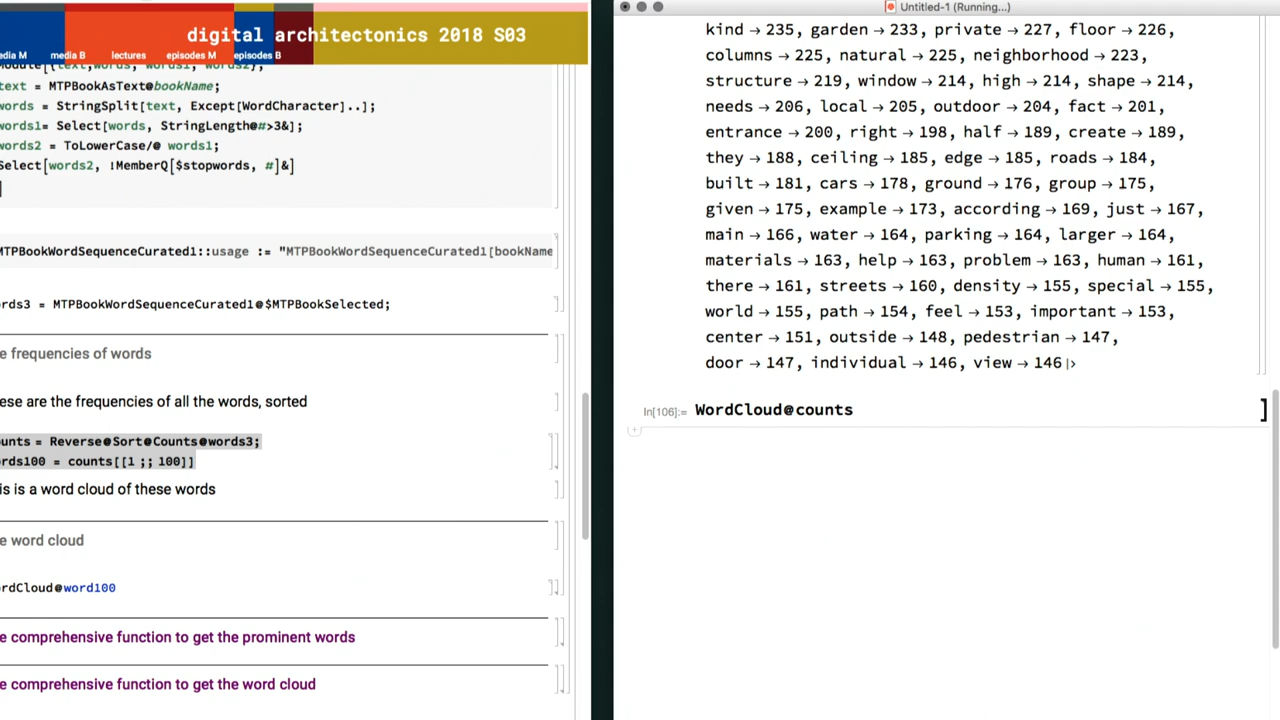 digital architectonics 2018 S03
edia M media B lectures episodes M episodes B
Module[{text,words, words1, words2},
text = MTPBookAsText@bookName;
words = StringSplit[text, Except[WordCharacter]..];
words1= Select[words, StringLength@#>3&];
words2 = ToLowerCase/@ words1;
Select[words2, !MemberQ[$stopwords, #]&]
]
MTPBookWordSequenceCurated1::usage := "MTPBookWordSequenceCurated1[bookName
rds3 = MTPBookWordSequenceCurated1@$MTPBookSelected;
e frequencies of words
ese are the frequencies of all the words, sorted
unts = Reverse@Sort@Counts@words3;
rds100 = counts[[1 ;; 100]]
is is a word cloud of these words
e word cloud
rdCloud@word100
e comprehensive function to get the prominent words
e comprehensive function to get the word cloud
Untitled-1 (Running...)
kind → 235, garden → 233, private → 227, floor → 226,
columns → 225, natural → 225, neighborhood → 223,
structure → 219, window → 214, high → 214, shape → 214,
needs → 206, local → 205, outdoor → 204, fact → 201,
entrance → 200, right → 198, half → 189, create → 189,
they → 188, ceiling → 185, edge → 185, roads → 184,
built → 181, cars → 178, ground → 176, group → 175,
given → 175, example → 173, according → 169, just → 167,
main → 166, water → 164, parking → 164, larger → 164,
materials → 163, help → 163, problem → 163, human → 161,
there → 161, streets → 160, density → 155, special → 155,
world → 155, path → 154, feel → 153, important → 153,
center → 151, outside → 148, pedestrian → 147,
door → 147, individual → 146, view → 146 |>
In[106]:= WordCloud@counts